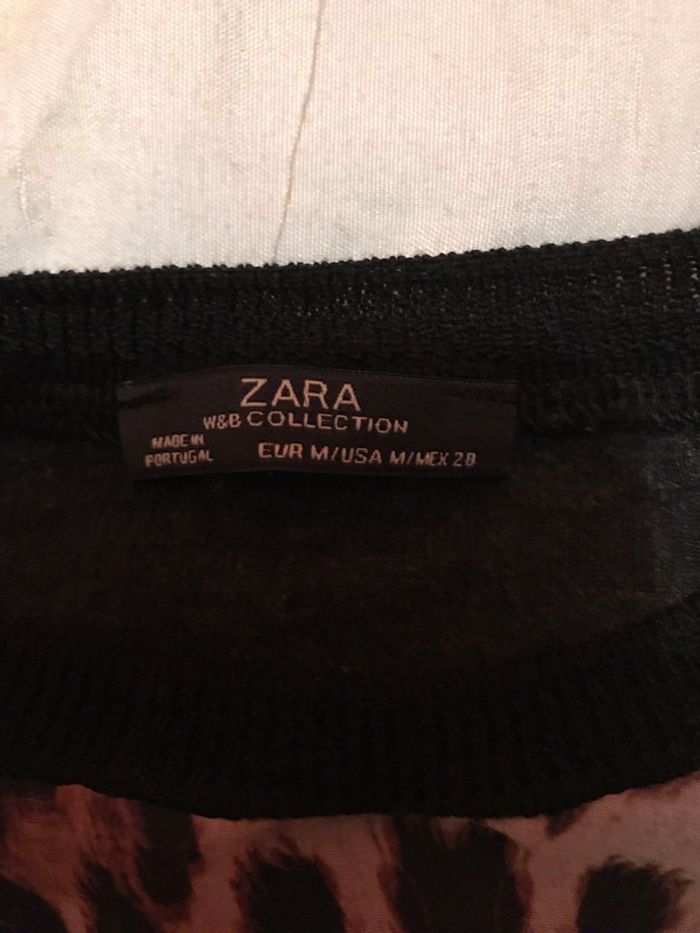 ZARA
W&B COLLECTION
MADE IN
PORTUGAL
EUR M/USA M/MEX 28